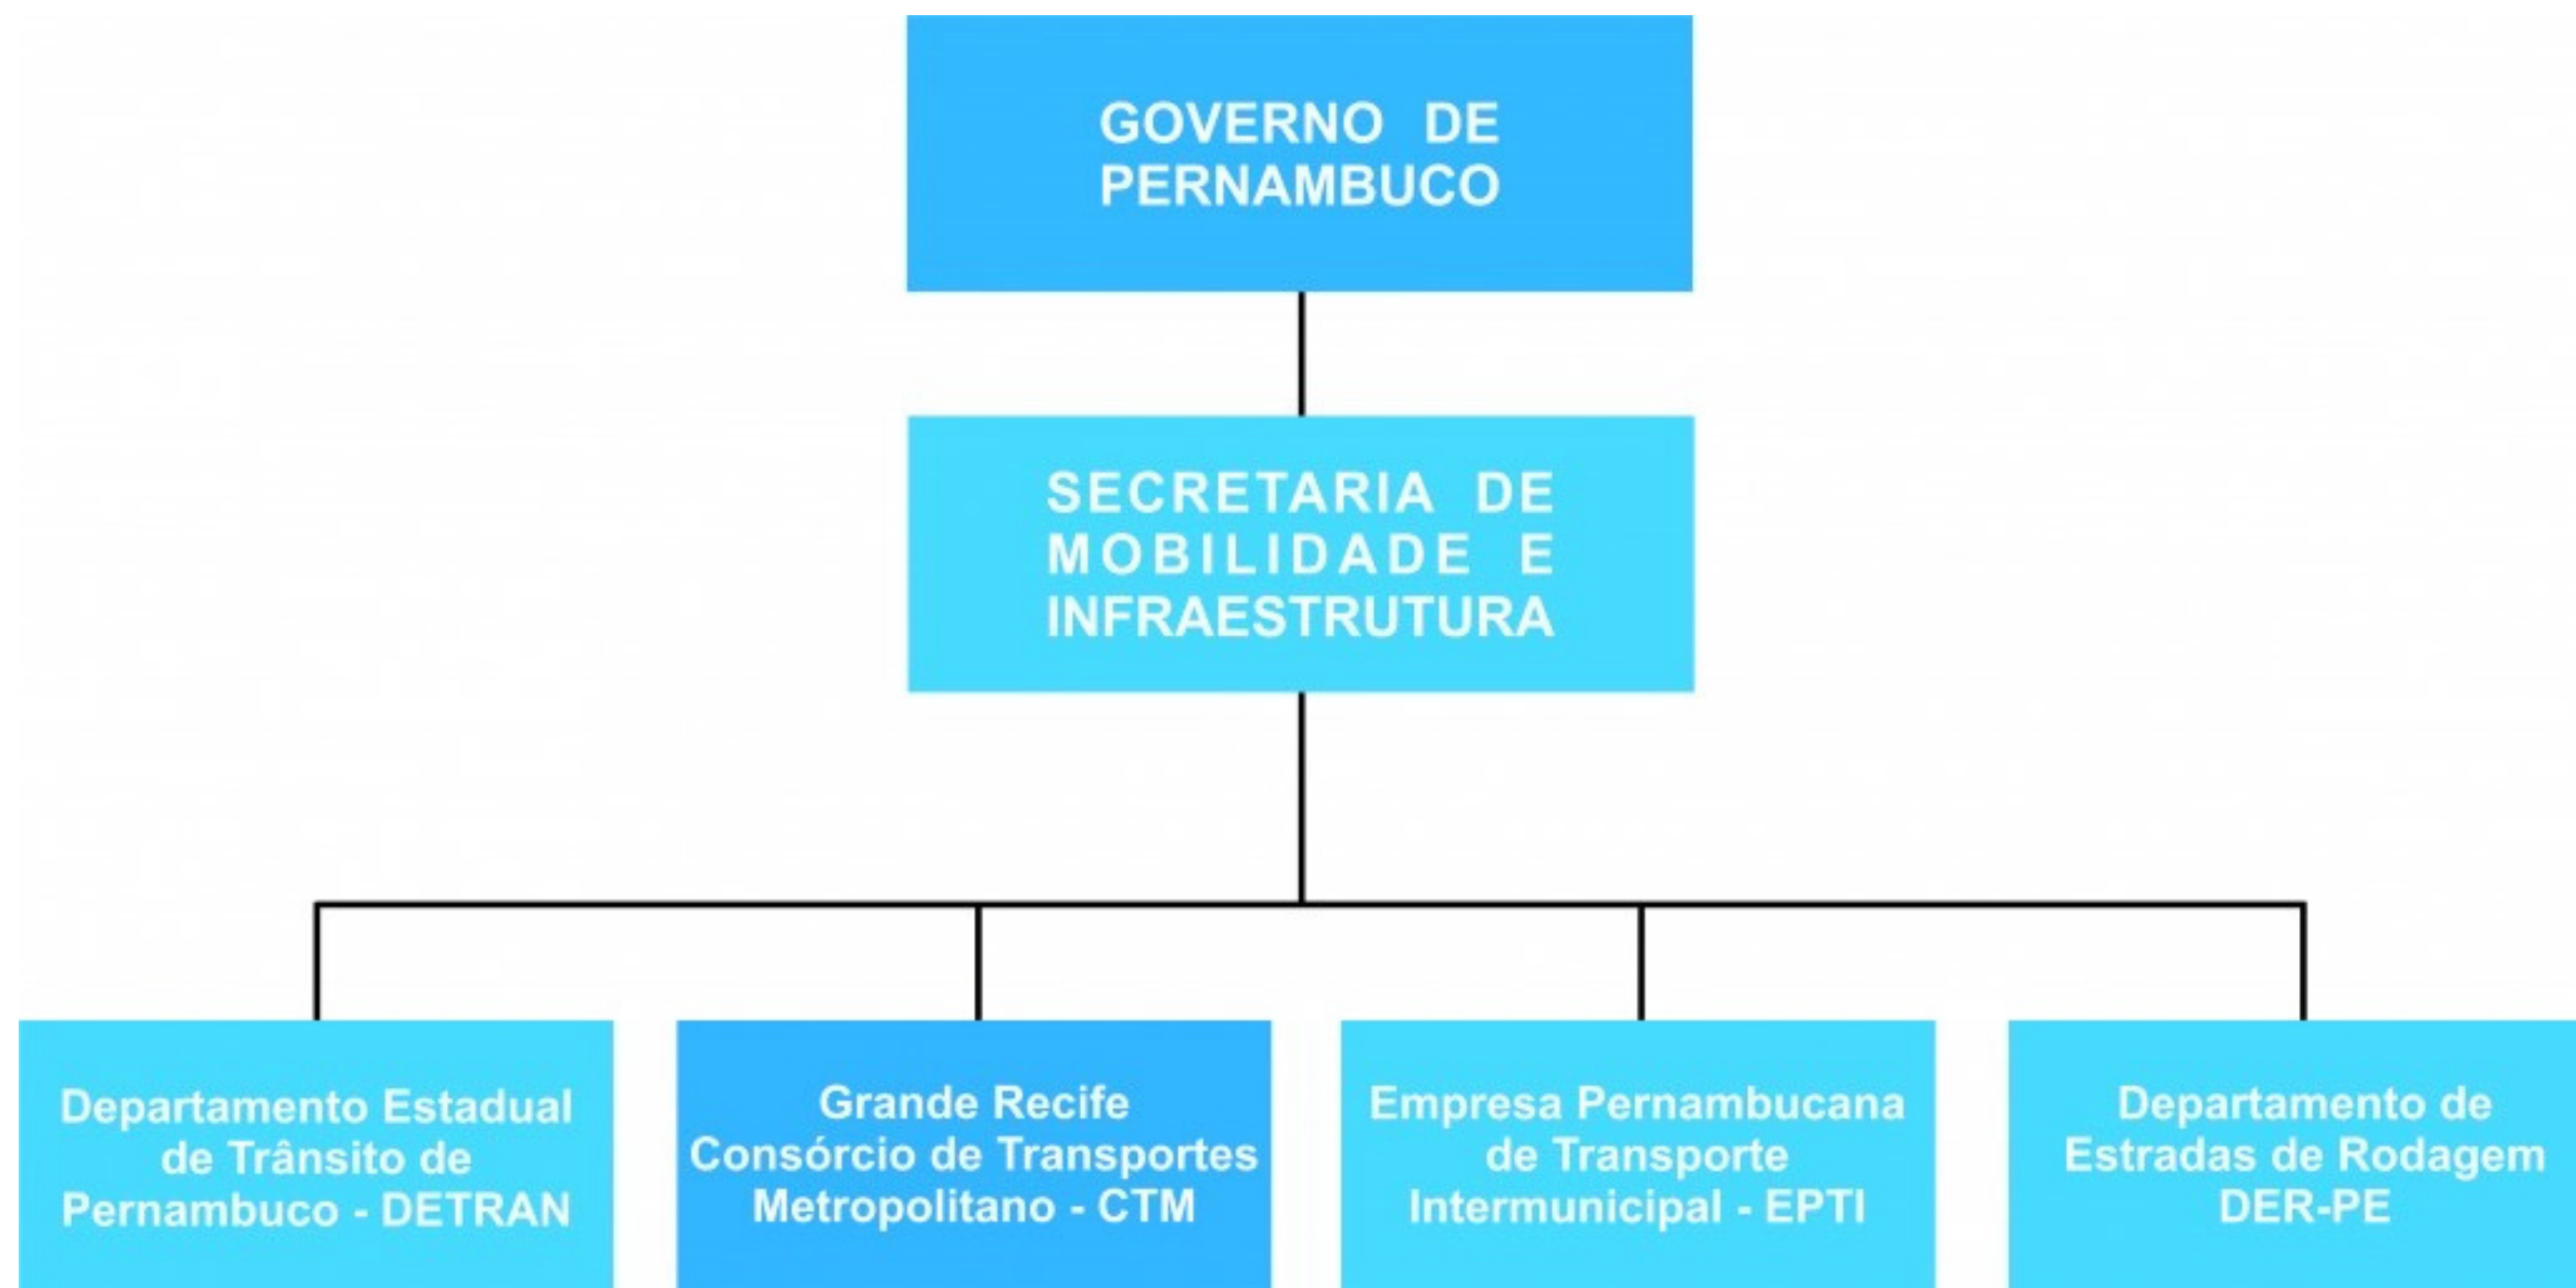 GOVERNO DE
PERNAMBUCO
SECRETARIA DE
MOBILIDADE E
INFRAESTRUTURA
Departamento Estadual
de Trânsito de
Pernambuco - DETRAN
Grande Recife
Consórcio de Transportes
Metropolitano - CTM
Empresa Pernambucana
de Transporte
Intermunicipal - EPTI
Departamento de
Estradas de Rodagem
DER-PE